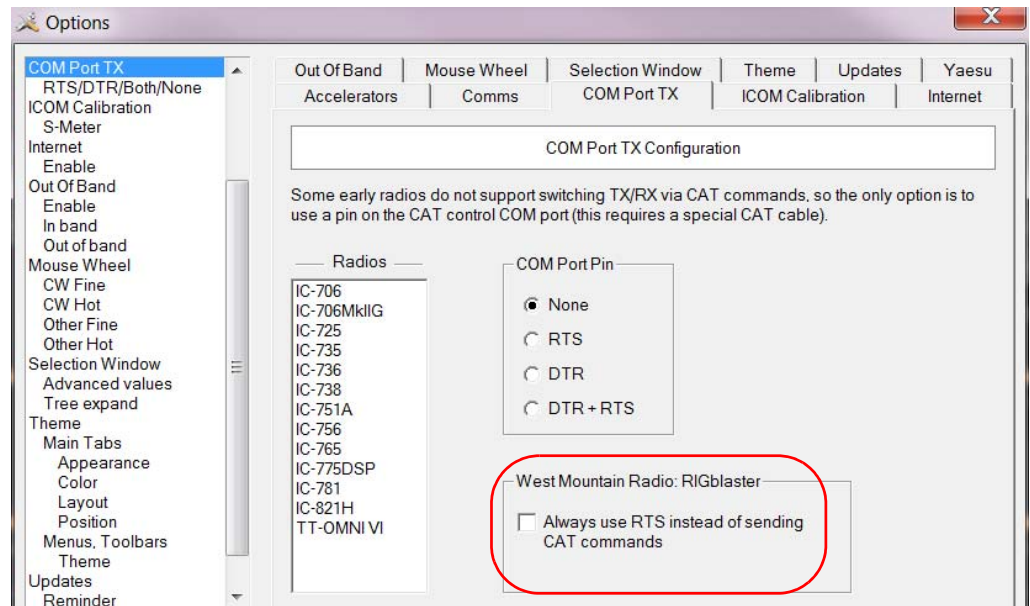 Options
COM Port TX
RTS/DTR/Both/None
ICOM Calibration
S-Meter
Internet
Enable
Out Of Band
Enable
In band
Out of band
Mouse Wheel
CW Fine
CW Hot
Other Fine
Other Hot
Selection Window
Advanced values
Tree expand
Theme
Main Tabs
Appearance
Color
Layout
Position
Menus, Toolbars
Theme
Updates
Reminder
Out Of Band
Mouse Wheel
Selection Window
Theme
Updates
Yaesu
Accelerators
Comms
COM Port TX
ICOM Calibration
Internet
COM Port TX Configuration
Some early radios do not support switching TX/RX via CAT commands, so the only option is to
use a pin on the CAT control COM port (this requires a special CAT cable).
Radios
IC-706
IC-706MkIIG
IC-725
IC-735
IC-736
IC-738
IC-751A
IC-756
IC-765
IC-775DSP
IC-781
IC-821H
TT-OMNI VI
COM Port Pin
None
RTS
DTR
DTR + RTS
West Mountain Radio: RIGblaster
Always use RTS instead of sending
CAT commands